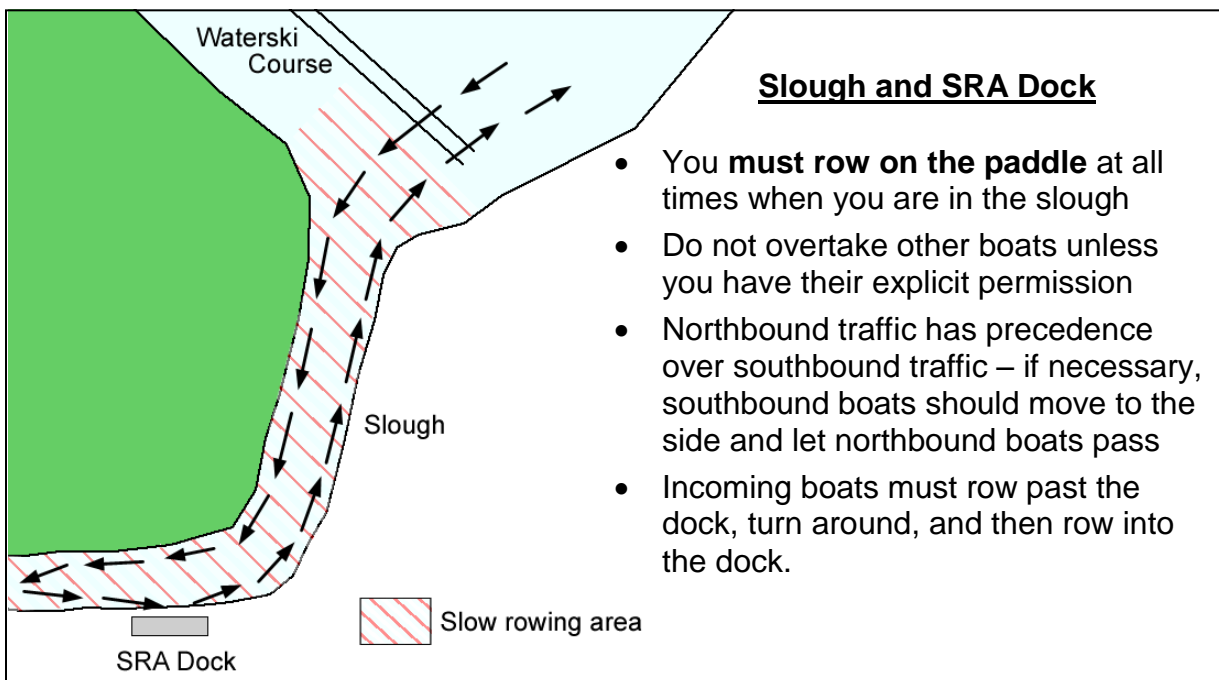 Waterski
Course
Slough and SRA Dock
• You must row on the paddle at all
times when you are in the slough
• Do not overtake other boats unless
you have their explicit permission
• Northbound traffic has precedence
over southbound traffic – if necessary,
southbound boats should move to the
side and let northbound boats pass
• Incoming boats must row past the
dock, turn around, and then row into
the dock.
Slough
Slow rowing area
SRA Dock